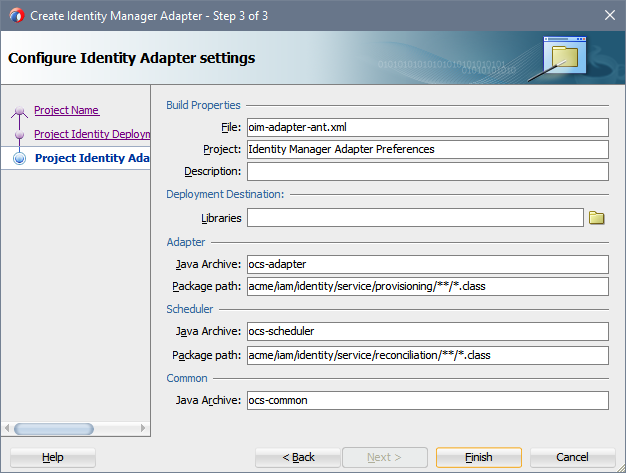 Create Identity Manager Adapter - Step 3 of 3
Configure Identity Adapter settings
Project Name
Project Identity Deployn
Project Identity Ada
Build Properties
File: oim-adapter-ant.xml
Project: Identity Manager Adapter Preferences
Description:
Deployment Destination:
Libraries
Adapter
Java Archive: ocs-adapter
Package path: acme/iam/identity/service/provisioning/**/*.class
Scheduler
Java Archive: ocs-scheduler
Package path: acme/iam/identity/service/reconciliation/**/*.class
Common
Java Archive: ocs-common
Help
< Back
Next >
Finish
Cancel